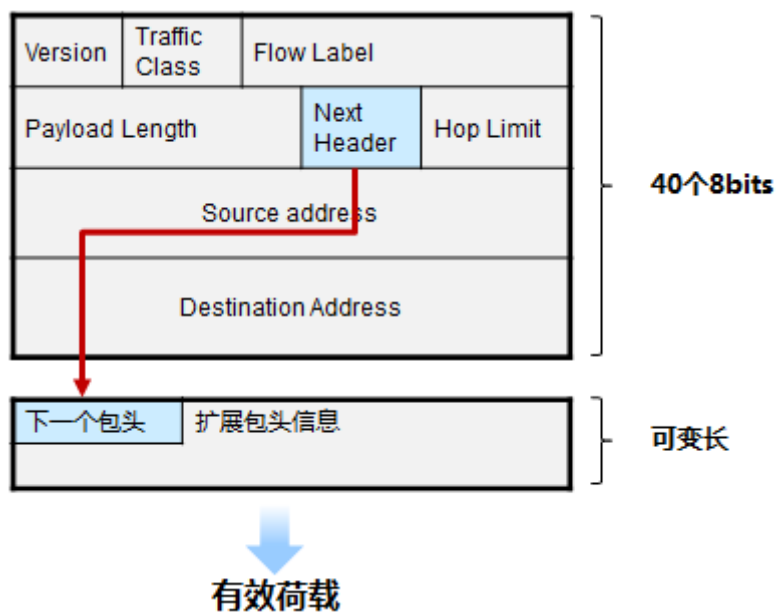 Version
Traffic
Class
Flow Label
Payload Length
Next
Header
Hop Limit
40个8bits
Source address
Destination Address
下一个包头
扩展包头信息
可变长
有效荷载